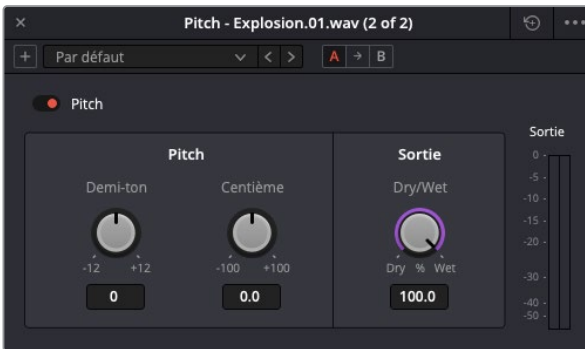 × Pitch - Explosion.01.wav (2 of 2) •••
+ Par défaut < > A → B
Pitch
Sortie
Pitch Sortie
Demi-ton Centième Dry/Wet
-12 +12 -100 +100 Dry % Wet
0 0.0 100.0
0 -
-5 -
-10 -
-15 -
-20 -
-30 -
-40 -
-50 -